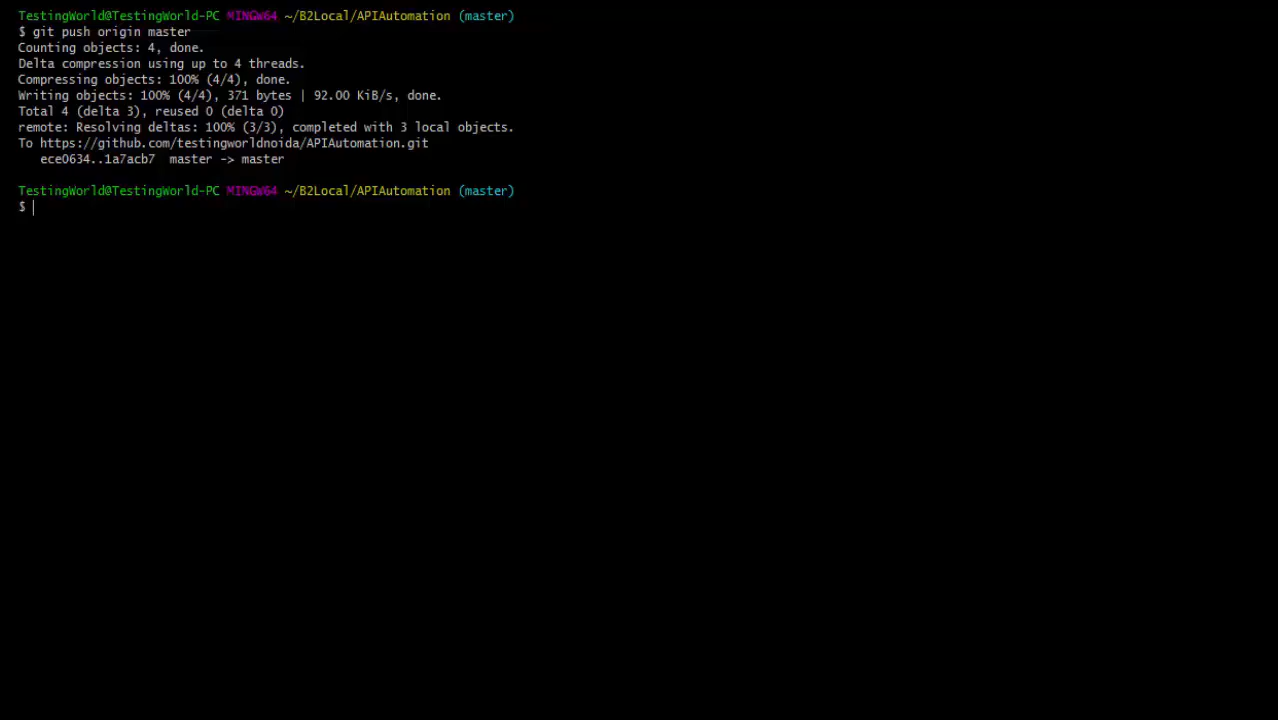 TestingWorld@TestingWorld-PC MINGW64 ~/B2Local/APIAutomation (master)
$ git push origin master
Counting objects: 4, done.
Delta compression using up to 4 threads.
Compressing objects: 100% (4/4), done.
Writing objects: 100% (4/4), 371 bytes | 92.00 KiB/s, done.
Total 4 (delta 3), reused 0 (delta 0)
remote: Resolving deltas: 100% (3/3), completed with 3 local objects.
To https://github.com/testingworldnoida/APIAutomation.git
   ece0634..1a7acb7  master -> master
TestingWorld@TestingWorld-PC MINGW64 ~/B2Local/APIAutomation (master)
$